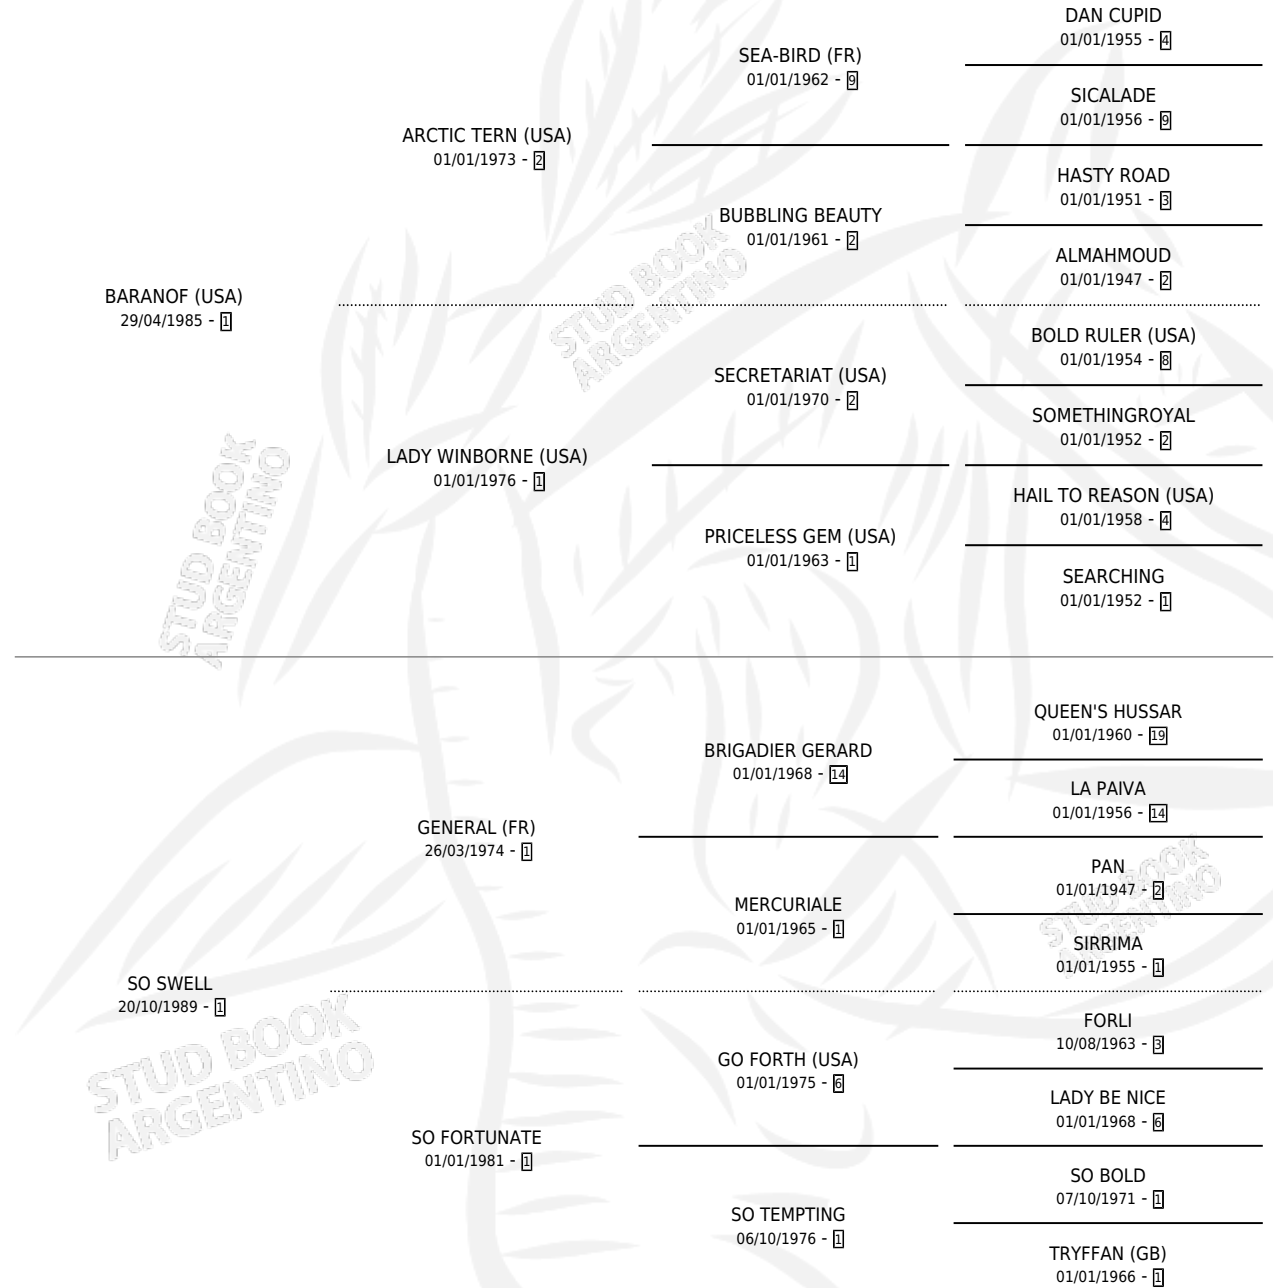 DAN CUPID
01/01/1955 - 4
SEA-BIRD (FR)
01/01/1962 - 9
SICALADE
01/01/1956 - 9
ARCTIC TERN (USA)
01/01/1973 - 2
HASTY ROAD
01/01/1951 - 3
BUBBLING BEAUTY
01/01/1961 - 2
ALMAHMOUD
01/01/1947 - 2
BARANOF (USA)
29/04/1985 - 1
BOLD RULER (USA)
01/01/1954 - 8
SECRETARIAT (USA)
01/01/1970 - 2
SOMETHINGROYAL
01/01/1952 - 2
LADY WINBORNE (USA)
01/01/1976 - 1
HAIL TO REASON (USA)
01/01/1958 - 4
PRICELESS GEM (USA)
01/01/1963 - 1
SEARCHING
01/01/1952 - 1
QUEEN'S HUSSAR
01/01/1960 - 19
BRIGADIER GERARD
01/01/1968 - 14
LA PAIVA
01/01/1956 - 14
GENERAL (FR)
26/03/1974 - 1
PAN
01/01/1947 - 2
MERCURIALE
01/01/1965 - 1
SIRRIMA
01/01/1955 - 1
SO SWELL
20/10/1989 - 1
FORLI
10/08/1963 - 3
GO FORTH (USA)
01/01/1975 - 6
LADY BE NICE
01/01/1968 - 6
SO FORTUNATE
01/01/1981 - 1
SO BOLD
07/10/1971 - 1
SO TEMPTING
06/10/1976 - 1
TRYFFAN (GB)
01/01/1966 - 1
STUD BOOK
ARGENTINO
STUD BOOK
ARGENTINO
STUD BOOK
ARGENTINO
STUD BOOK
ARGENTINO